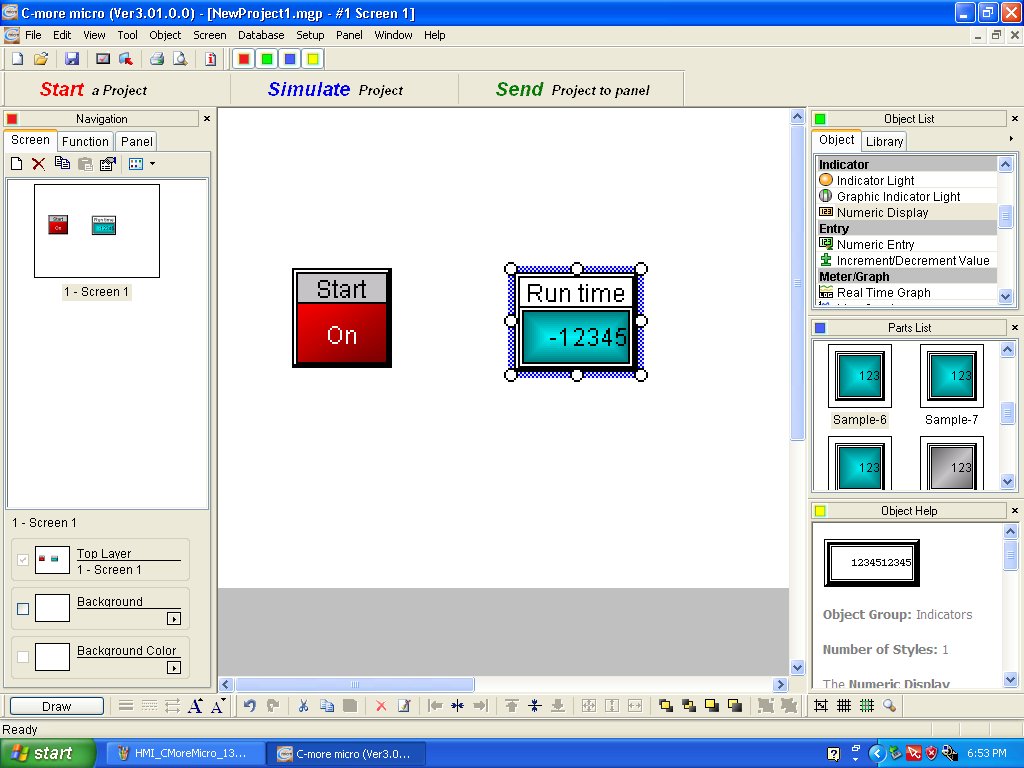 C-more micro (Ver3.01.0.0) - [NewProject1.mgp - #1 Screen 1]
File Edit View Tool Object Screen Database Setup Panel Window Help
Start a Project Simulate Project Send Project to panel
Navigation
Screen Function Panel
Start
On
Run time
1 - Screen 1
1 - Screen 1
Top Layer
1 - Screen 1
Background
Background Color
Start
On
Run time
-12345
Object List
Object Library
Indicator
Indicator Light
Graphic Indicator Light
Numeric Display
Entry
Numeric Entry
Increment/Decrement Value
Meter/Graph
Real Time Graph
Parts List
123 123
Sample-6 Sample-7
123 123
Object Help
1234512345
Object Group: Indicators
Number of Styles: 1
The Numeric Display
Draw
A A
Ready
start HMI_CMoreMicro_13... C-more micro (Ver3.0... 6:53 PM